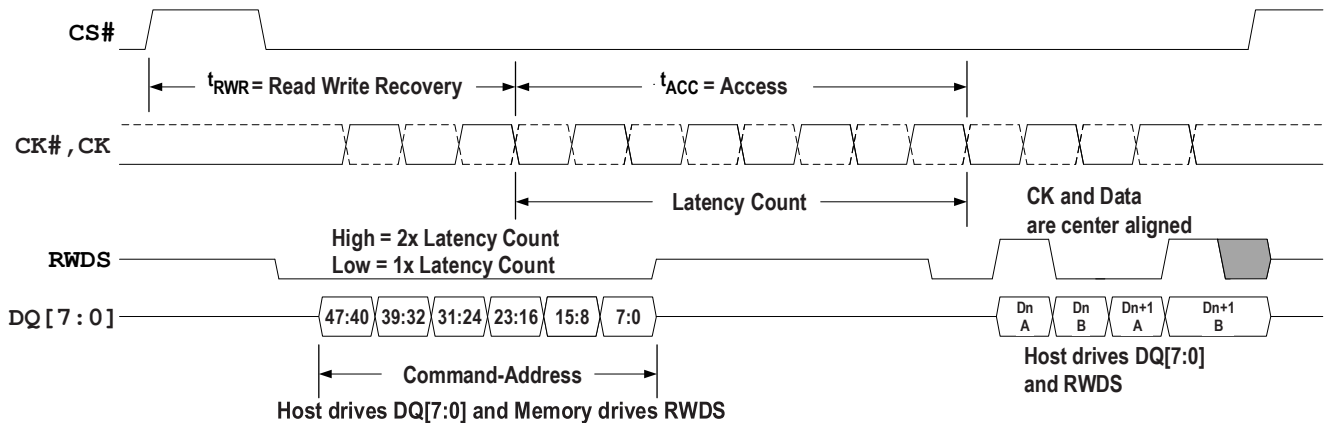 CS#
tRWR = Read Write Recovery
tACC = Access
CK#,CK
Latency Count
CK and Data
are center aligned
High = 2x Latency Count
Low = 1x Latency Count
RWDS
DQ[7:0]
47:40 39:32 31:24 23:16 15:8 7:0
Dn Dn Dn+1 Dn+1
A B A B
Command-Address
Host drives DQ[7:0]
and RWDS
Host drives DQ[7:0] and Memory drives RWDS